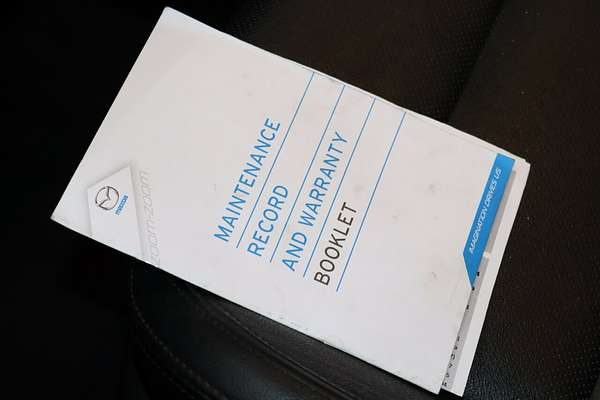 mazda
zoom-zoom
MAINTENANCE
RECORD
AND WARRANTY
BOOKLET
IMAGINATION DRIVES US